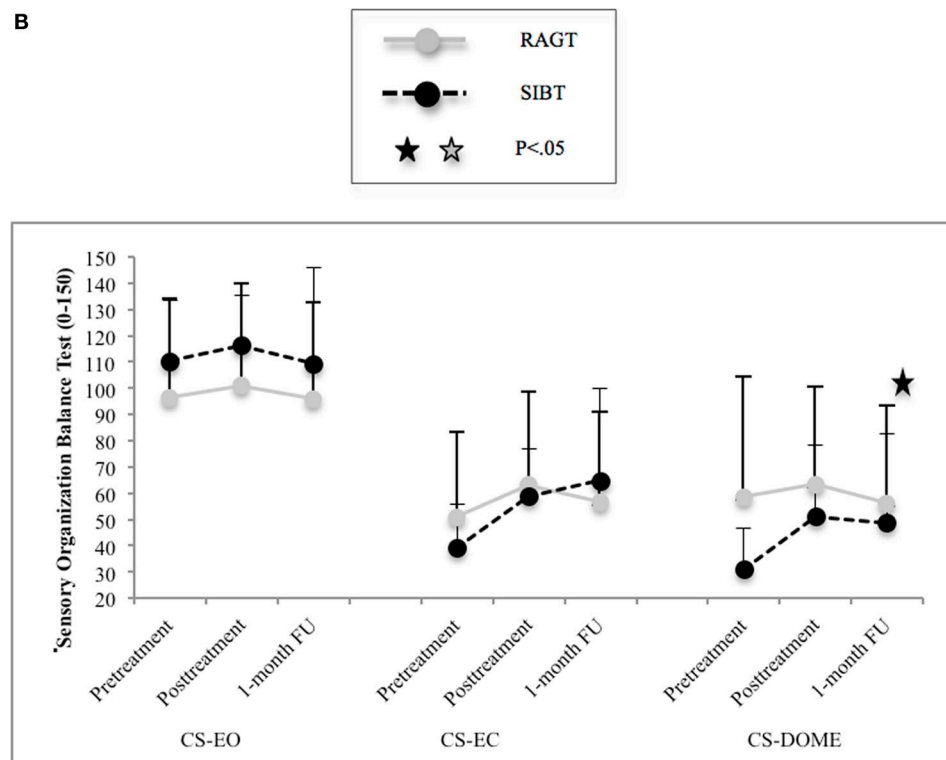 B
RAGT
SIBT
P<.05
*Sensory Organization Balance Test (0-150)
150
140
130
120
110
100
90
80
70
60
50
40
30
20
Pretreatment
Posttreatment
1-month FU
Pretreatment
Posttreatment
1-month FU
Pretreatment
Posttreatment
1-month FU
CS-EO
CS-EC
CS-DOME